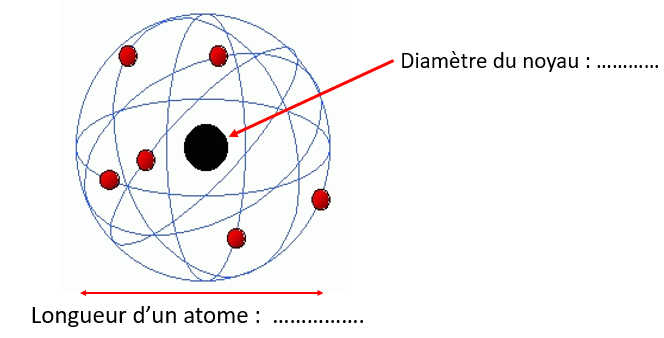 Diamètre du noyau : …………
Longueur d’un atome : …………….